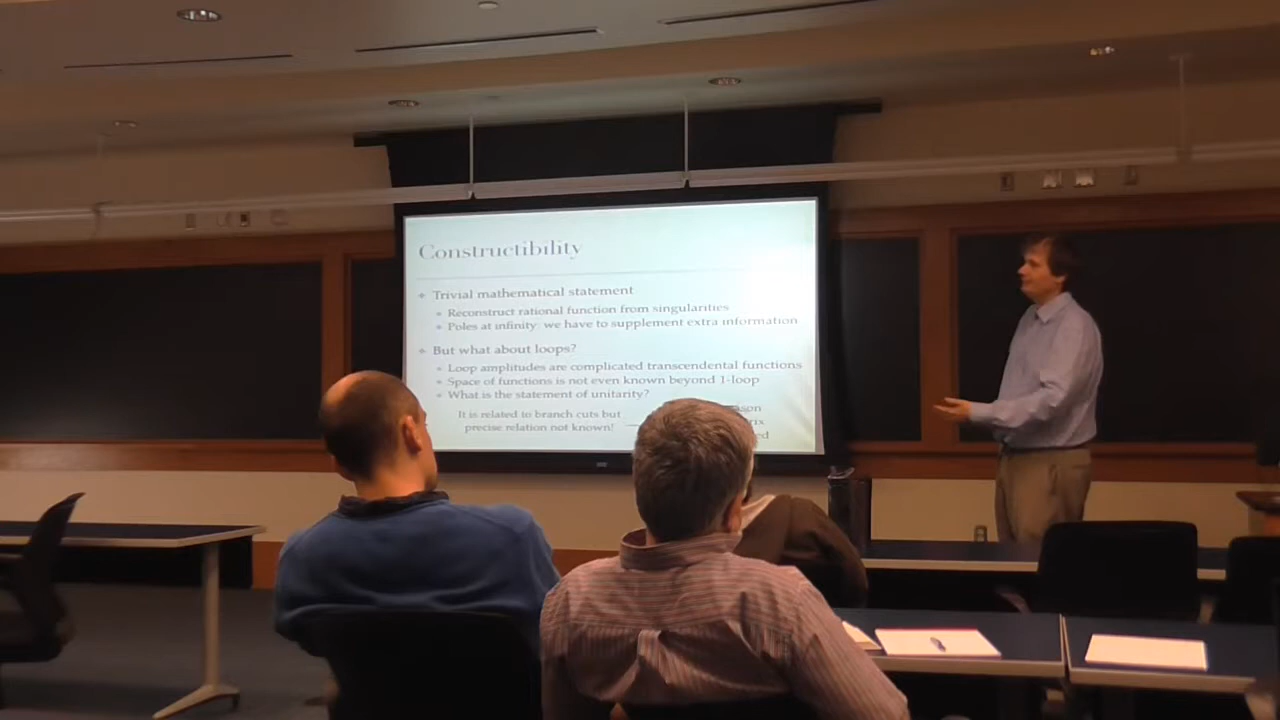 Constructibility
Trivial mathematical statement
Reconstruct rational function from singularities
Poles at infinity: we have to supplement extra information
But what about loops?
Loop amplitudes are complicated transcendental functions
Space of functions is not even known beyond 1-loop
What is the statement of unitarity?
It is related to branch cuts but
precise relation not known!